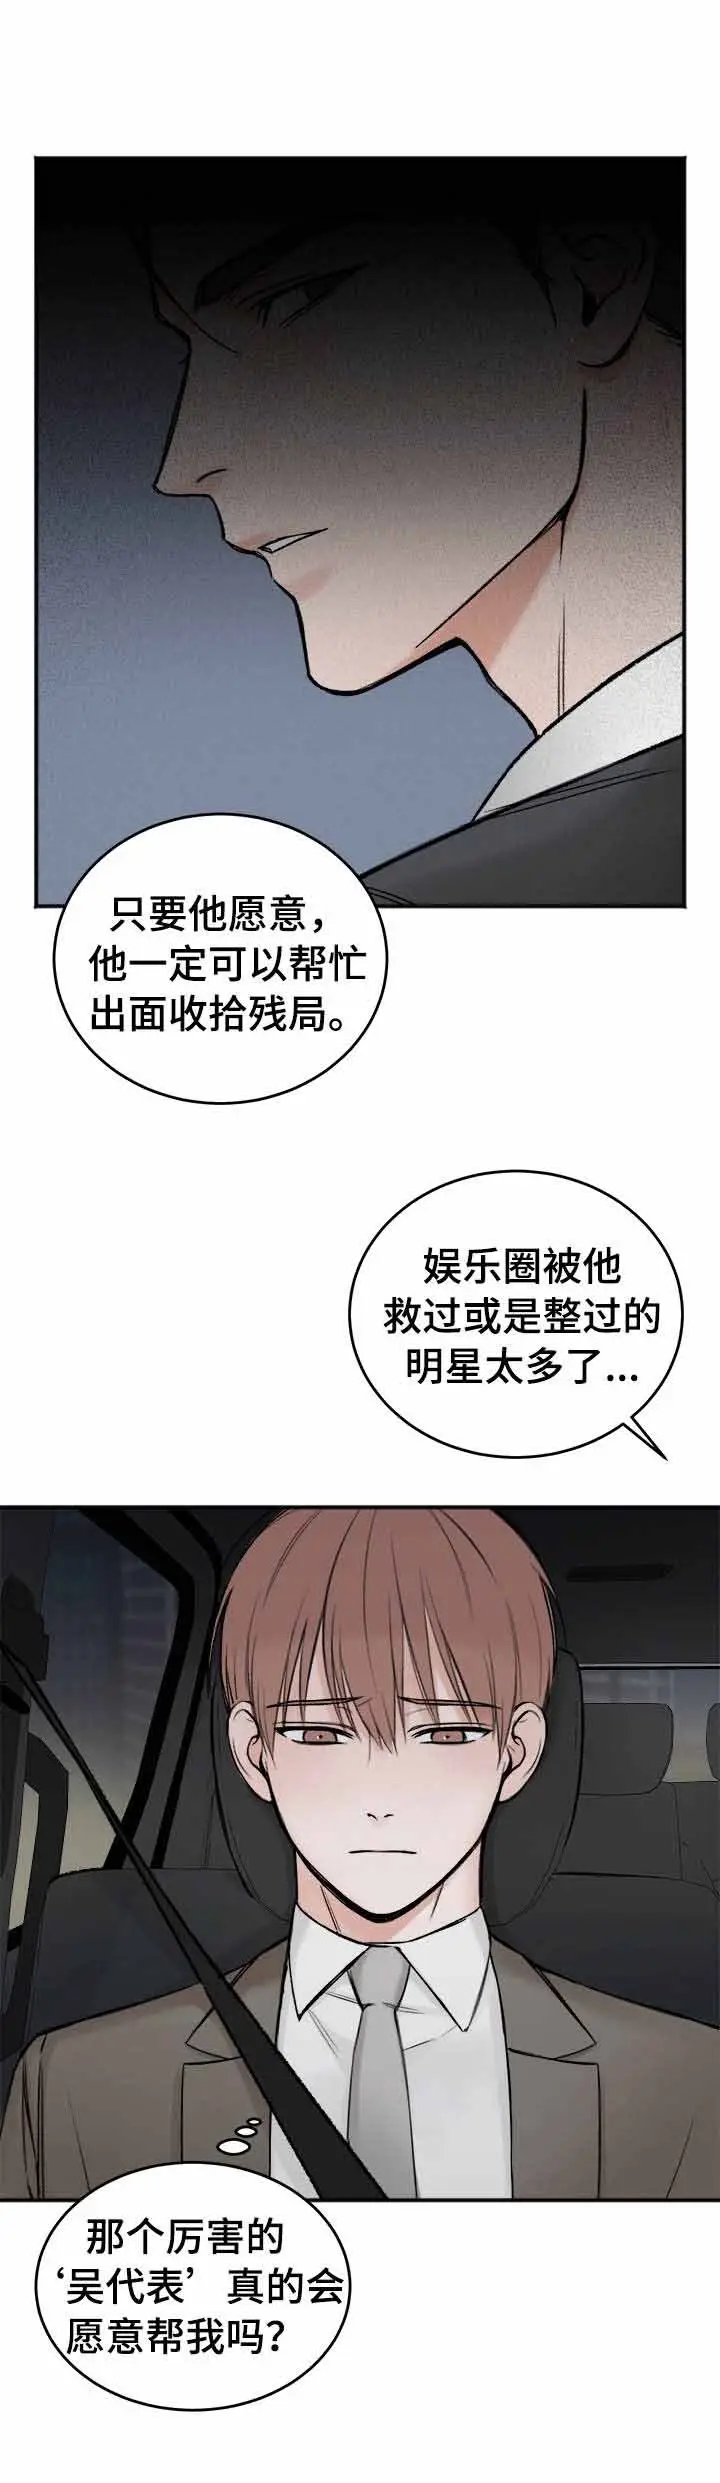 只要他愿意，
他一定可以帮忙
出面收拾残局。
娱乐圈被他
救过或是整过的
明星太多了...
那个厉害的
‘吴代表’真的会
愿意帮我吗？